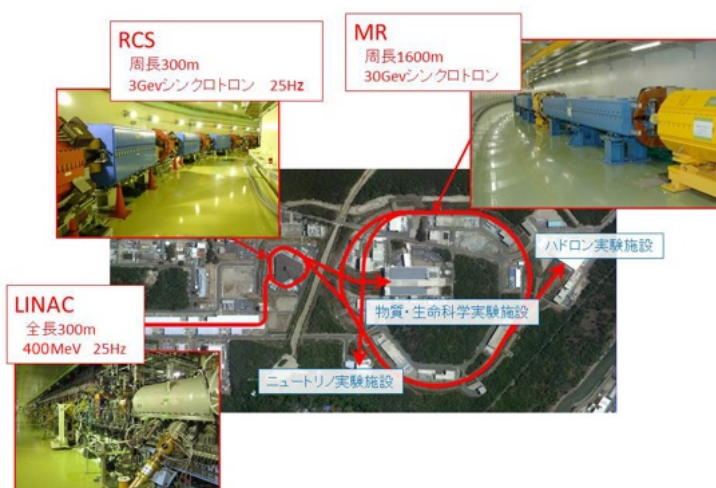 RCS
周長300m
3Gevシンクロトロン 25Hz
MR
周長1600m
30Gevシンクロトロン
ハドロン実験施設
LINAC
全長300m
400MeV 25Hz
物質・生命科学実験施設
ニュートリノ実験施設